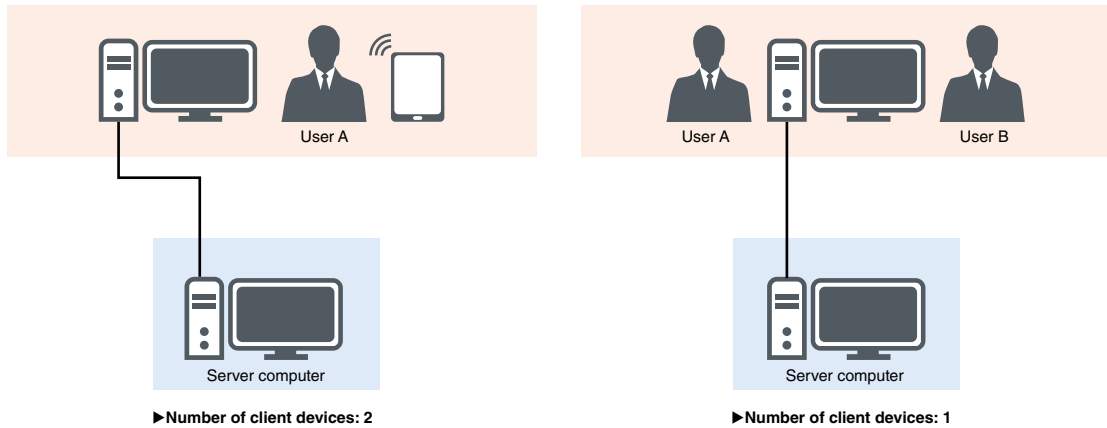 User A
Server computer
▶Number of client devices: 2
User A
User B
Server computer
▶Number of client devices: 1